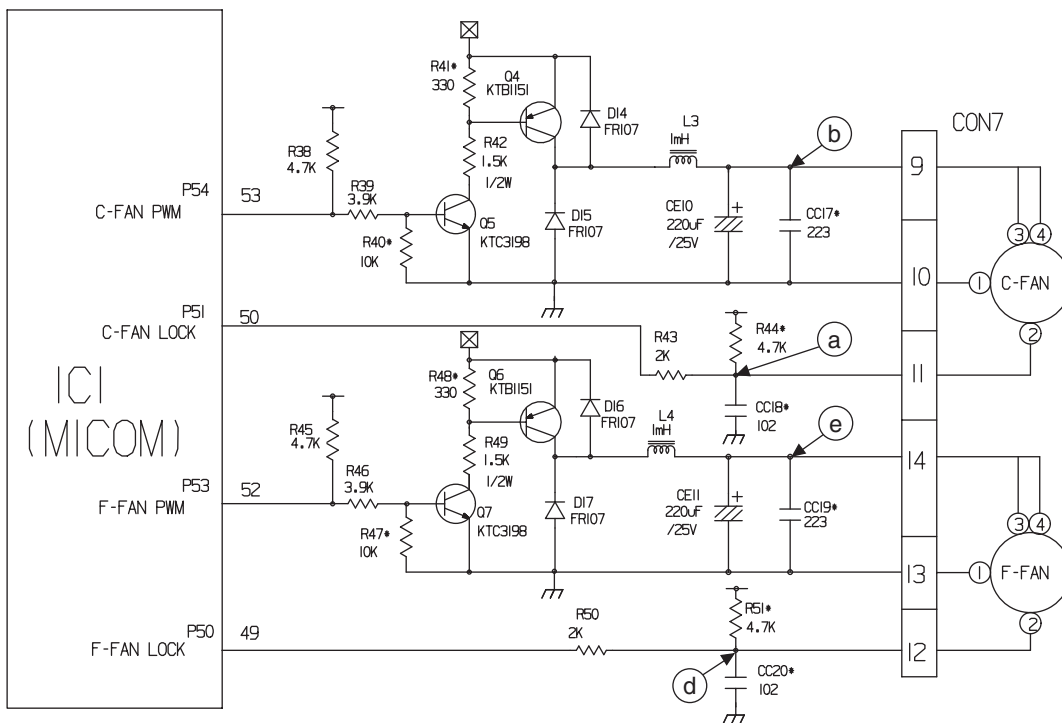 IC1
(MICOM)
P54
C-FAN PWM
53
R38
4.7K
R39
3.9K
R40*
10K
R41*
330
R42
1.5K
1/2W
Q4
KTB1151
Q5
KTC3198
D14
FR107
D15
FR107
L3
1mH
CE10
220uF
/25V
+
CC17*
223
b
CON7
9
10
3
4
1
C-FAN
2
P51
C-FAN LOCK
50
R43
2K
R44*
4.7K
a
11
CC18*
102
P53
F-FAN PWM
52
R45
4.7K
R46
3.9K
R47*
10K
R48*
330
R49
1.5K
1/2W
Q6
KTB1151
Q7
KTC3198
D16
FR107
D17
FR107
L4
1mH
CE11
220uF
/25V
+
CC19*
223
e
14
13
3
4
1
F-FAN
2
P50
F-FAN LOCK
49
R50
2K
R51*
4.7K
d
12
CC20*
102